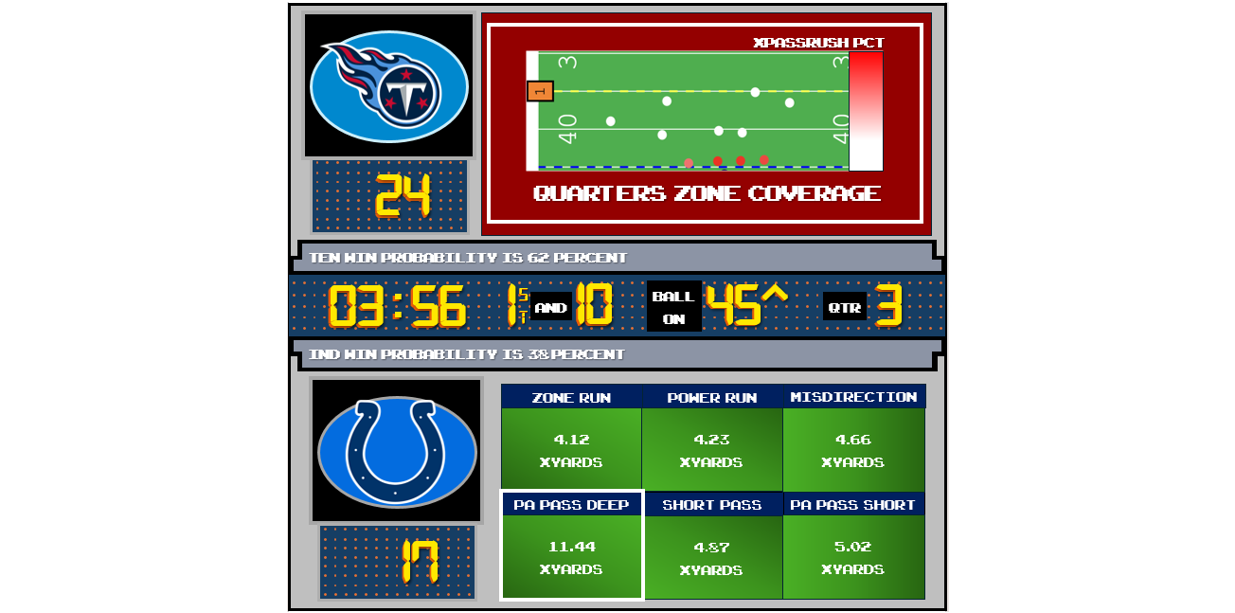 XPASSRUSH PCT
3 3
1
40 40
QUARTERS ZONE COVERAGE
24
TEN WIN PROBABILITY IS 62 PERCENT
03:56 1ST AND 10 BALL ON 45^ QTR 3
IND WIN PROBABILITY IS 38 PERCENT
17
ZONE RUN POWER RUN MISDIRECTION
4.12 4.23 4.66
XYARDS XYARDS XYARDS
PA PASS DEEP SHORT PASS PA PASS SHORT
11.44 4.87 5.02
XYARDS XYARDS XYARDS